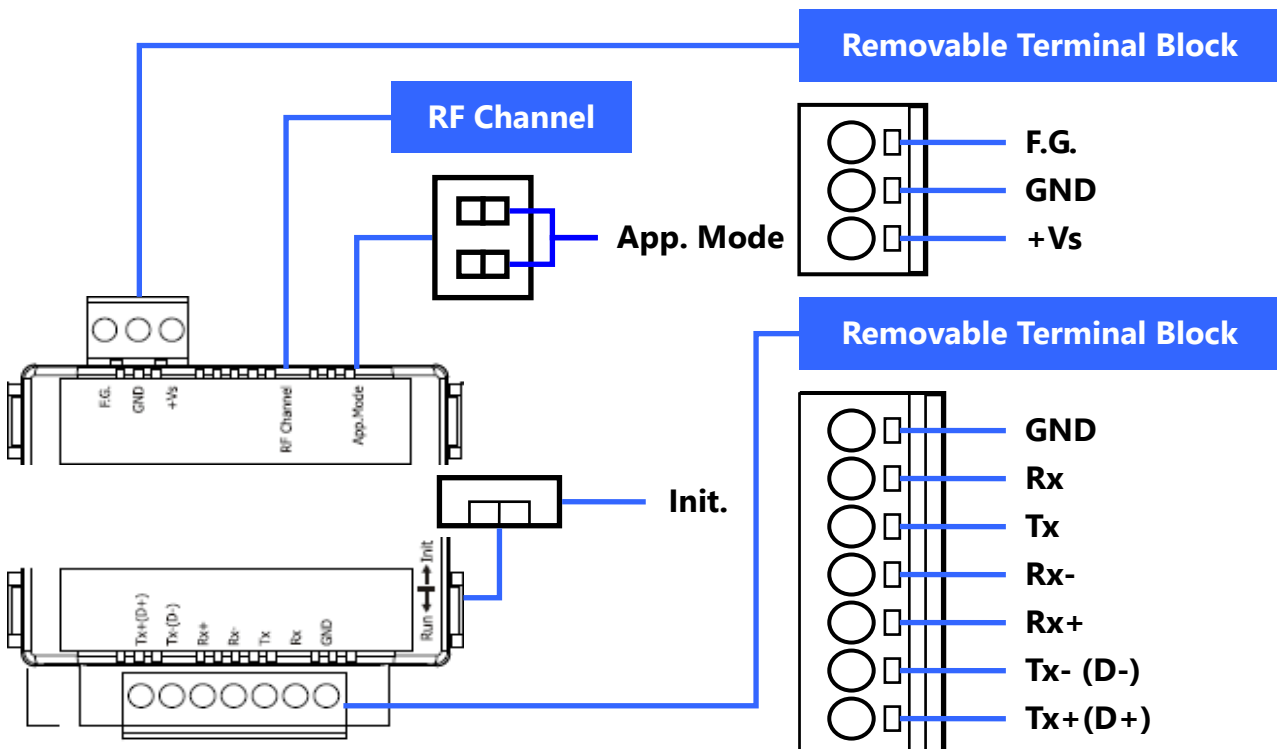 Removable Terminal Block
RF Channel
F.G.
GND
+Vs
App. Mode
Removable Terminal Block
F.G.
GND
+Vs
RF Channel
App.Mode
GND
Rx
Tx
Rx-
Rx+
Tx- (D-)
Tx+(D+)
Init.
Run
Init
Tx+(D+)
Tx-(D-)
Rx+
Rx-
Tx
Rx
GND